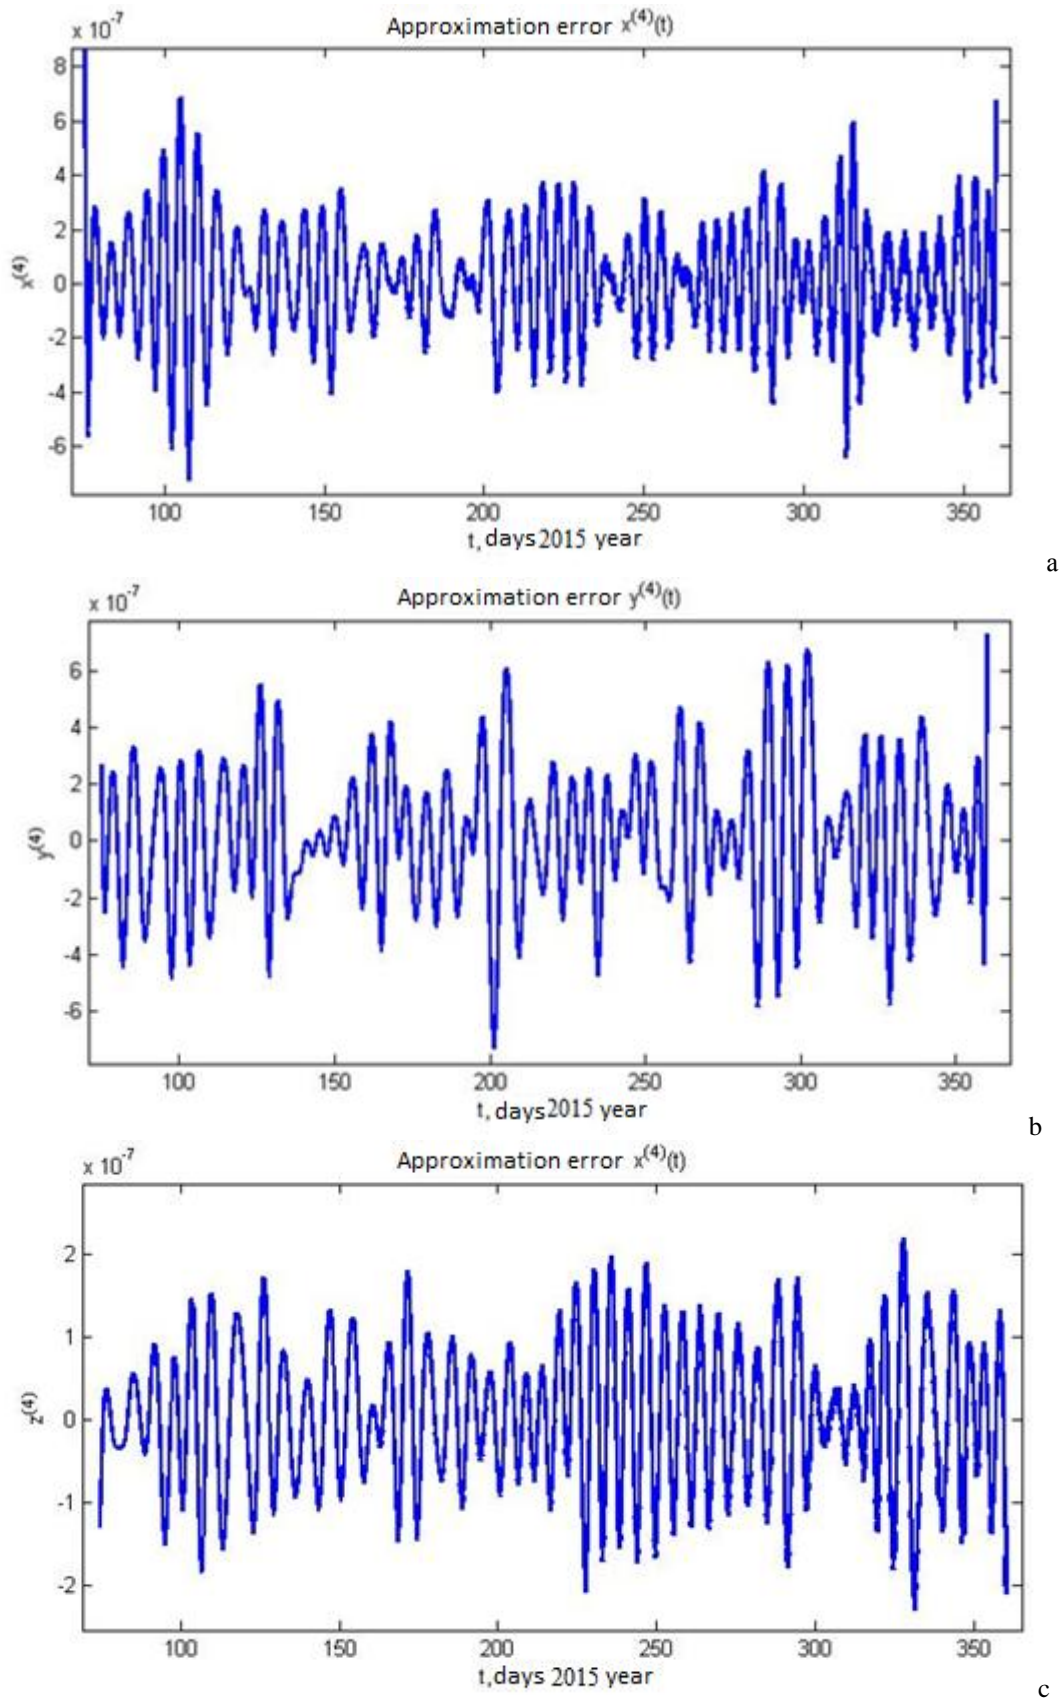 x 10⁻⁷
Approximation error x⁽⁴⁾(t)
8
6
4
2
0
-2
-4
-6
x⁽⁴⁾
100 150 200 250 300 350
t, days 2015 year
a
x 10⁻⁷
Approximation error y⁽⁴⁾(t)
6
4
2
0
-2
-4
-6
y⁽⁴⁾
100 150 200 250 300 350
t, days 2015 year
b
x 10⁻⁷
Approximation error x⁽⁴⁾(t)
2
1
0
-1
-2
z⁽⁴⁾
100 150 200 250 300 350
t, days 2015 year
c